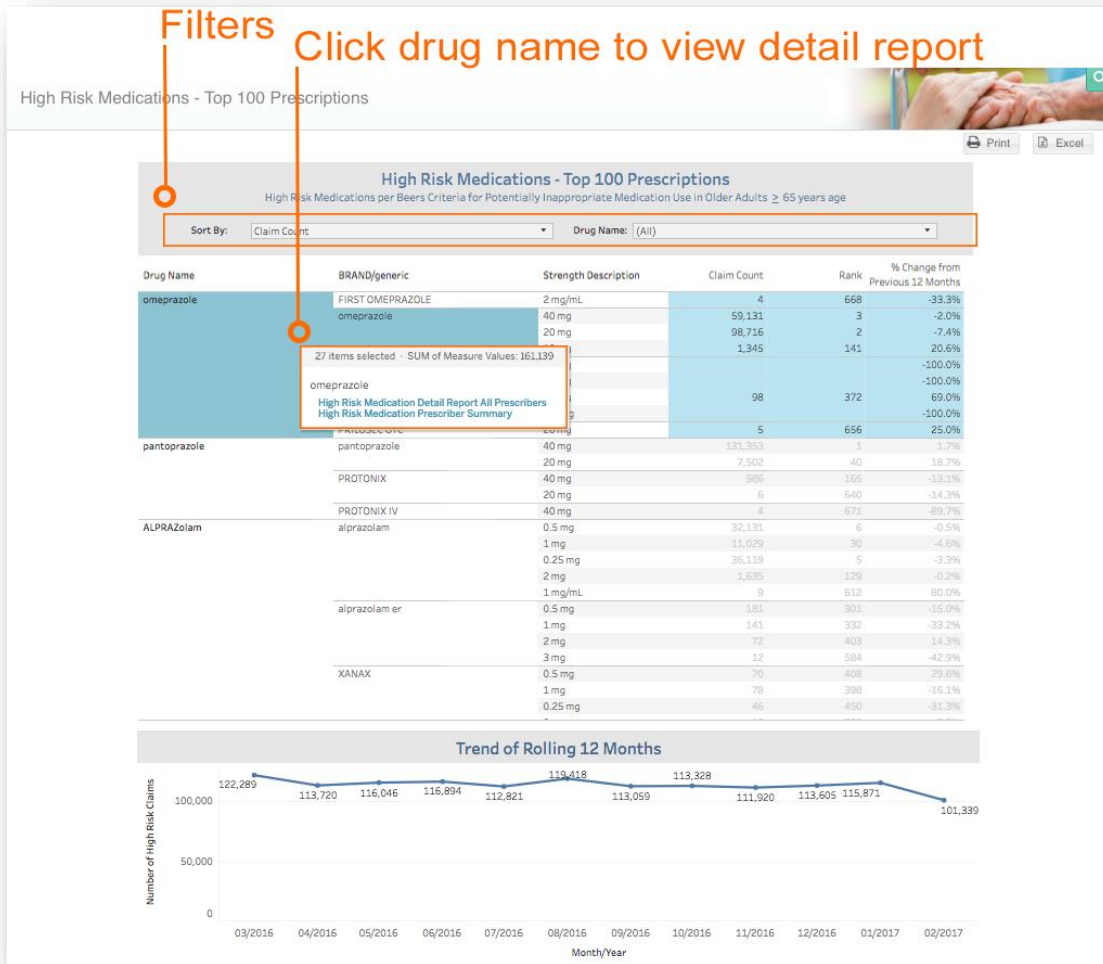 Filters
Click drug name to view detail report
High Risk Medications - Top 100 Prescriptions
Print Excel
High Risk Medications - Top 100 Prescriptions
High Risk Medications per Beers Criteria for Potentially Inappropriate Medication Use in Older Adults ≥ 65 years age
Sort By: Claim Count Drug Name: (All)
Drug Name BRAND/generic Strength Description Claim Count Rank % Change from Previous 12 Months
omeprazole FIRST OMEPRAZOLE 2 mg/mL 4 668 -33.3%
omeprazole 40 mg 59,131 3 -2.0%
20 mg 98,716 2 -7.4%
1,345 141 20.6%
27 items selected · SUM of Measure Values: 161,139
-100.0%
-100.0%
omeprazole
High Risk Medication Detail Report All Prescribers
98 372 69.0%
High Risk Medication Prescriber Summary
-100.0%
PRILOSEC OTC 20 mg 5 656 25.0%
pantoprazole pantoprazole 40 mg 131,353 1 1.7%
20 mg 7,502 40 18.7%
PROTONIX 40 mg 986 165 -13.1%
20 mg 6 640 -14.3%
PROTONIX IV 40 mg 4 671 -89.7%
ALPRAZolam alprazolam 0.5 mg 32,131 6 -0.5%
1 mg 11,029 30 -4.6%
0.25 mg 36,119 5 -3.3%
2 mg 1,635 129 -0.2%
1 mg/mL 9 612 80.0%
alprazolam er 0.5 mg 181 301 -15.0%
1 mg 141 332 -33.2%
2 mg 72 403 14.3%
3 mg 12 584 -42.9%
XANAX 0.5 mg 70 408 29.6%
1 mg 78 398 -16.1%
0.25 mg 46 450 -31.3%
Trend of Rolling 12 Months
Number of High Risk Claims
100,000
50,000
0
122,289 113,720 116,046 116,894 112,821 119,418 113,059 113,328 111,920 113,605 115,871 101,339
03/2016 04/2016 05/2016 06/2016 07/2016 08/2016 09/2016 10/2016 11/2016 12/2016 01/2017 02/2017
Month/Year